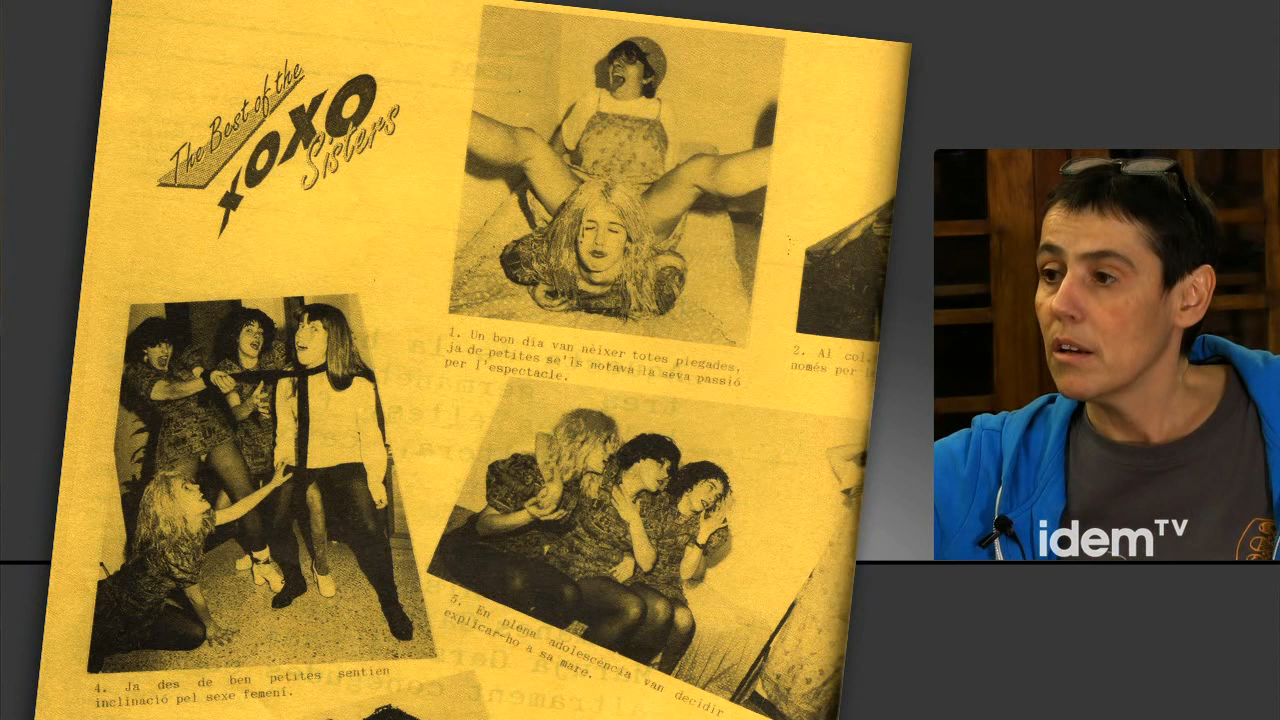 The Best of the
XOXO
Sisters
1. Un bon dia van nèixer totes plegades,
ja de petites se'ls notava la seva passió
per l'espectacle.
2. Al col.
només per
4. Ja des de ben petites sentien
inclinació pel sexe femení.
5. En plena adolescència van decidir
explicar-ho a sa mare.
idemTV